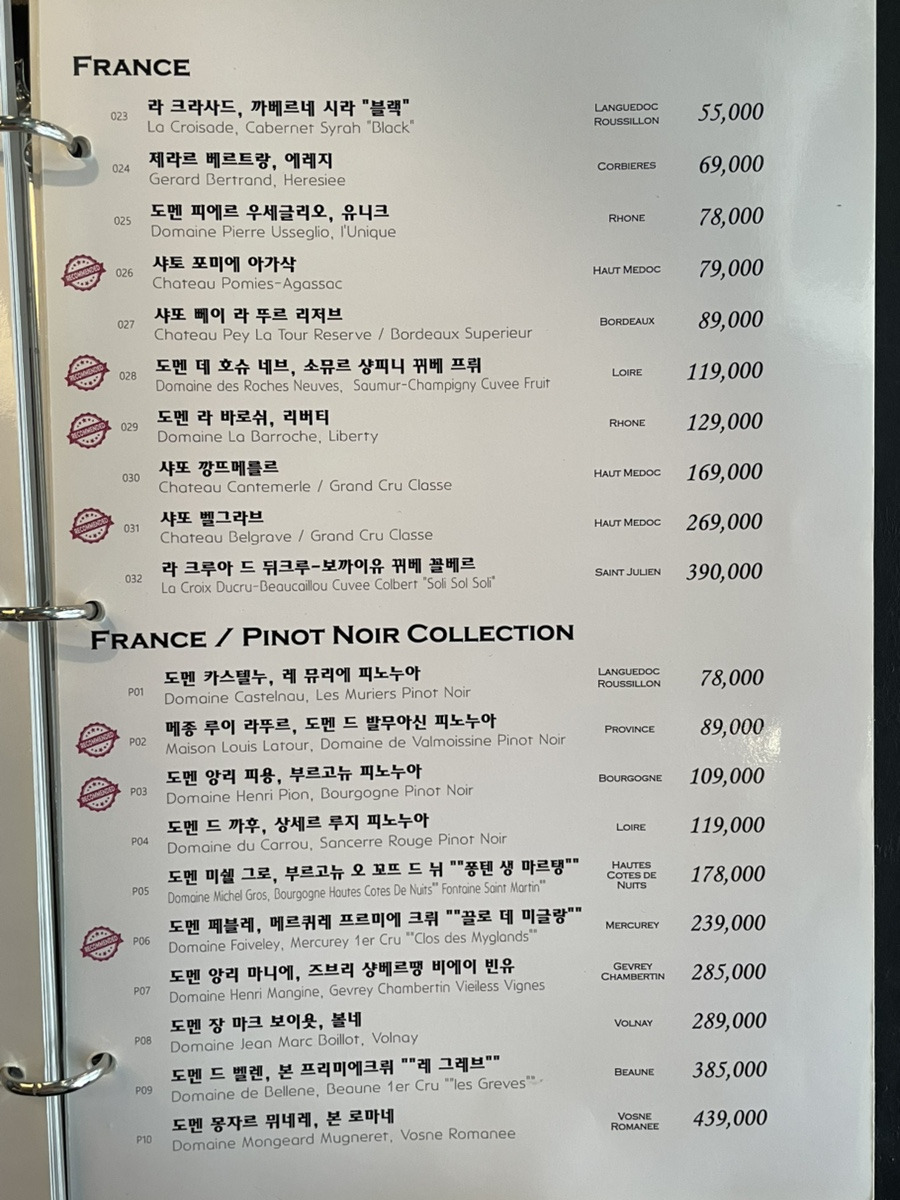 FRANCE
023 라 크라사드, 까베르네 시라 "블랙"
La Croisade, Cabernet Syrah "Black"
LANGUEDOC
ROUSSILLON
55,000
024 제라르 베르트랑, 에레지
Gerard Bertrand, Heresiee
CORBIERES
69,000
025 도멘 피에르 우세글리오, 유니크
Domaine Pierre Usseglio, l'Unique
RHONE
78,000
RECOMMENDED
026 샤토 포미에 아가삭
Chateau Pomies-Agassac
HAUT MEDOC
79,000
027 샤또 뻬이 라 뚜르 리저브
Chateau Pey La Tour Reserve / Bordeaux Superieur
BORDEAUX
89,000
RECOMMENDED
028 도멘 데 호슈 네브, 소뮈르 샹피니 뀌베 프뤼
Domaine des Roches Neuves, Saumur-Champigny Cuvee Fruit
LOIRE
119,000
RECOMMENDED
029 도멘 라 바로쉬, 리버티
Domaine La Barroche, Liberty
RHONE
129,000
030 샤또 깡뜨메를르
Chateau Cantemerle / Grand Cru Classe
HAUT MEDOC
169,000
RECOMMENDED
031 샤또 벨그라브
Chateau Belgrave / Grand Cru Classe
HAUT MEDOC
269,000
032 라 크루아 드 뒤크루-보까이유 뀌베 꼴베르
La Croix Ducru-Beaucaillou Cuvee Colbert "Soli Sol Soli"
SAINT JULIEN
390,000
FRANCE / PINOT NOIR COLLECTION
P01 도멘 카스텔누, 레 뮤리에 피노누아
Domaine Castelnau, Les Muriers Pinot Noir
LANGUEDOC
ROUSSILLON
78,000
RECOMMENDED
P02 메종 루이 라뚜르, 도멘 드 발무아신 피노누아
Maison Louis Latour, Domaine de Valmoissine Pinot Noir
PROVINCE
89,000
RECOMMENDED
P03 도멘 앙리 피용, 부르고뉴 피노누아
Domaine Henri Pion, Bourgogne Pinot Noir
BOURGOGNE
109,000
P04 도멘 드 까후, 상세르 루지 피노누아
Domaine du Carrou, Sancerre Rouge Pinot Noir
LOIRE
119,000
P05 도멘 미쉘 그로, 부르고뉴 오 꼬뜨 드 뉘 ""퐁텐 생 마르탱""
Domaine Michel Gros, Bourgogne Hautes Cotes De Nuits"" Fontaine Saint Martin""
HAUTES
COTES DE
NUITS
178,000
RECOMMENDED
P06 도멘 페블레, 메르퀴레 프르미에 크뤼 ""끌로 데 미글랑""
Domaine Faiveley, Mercurey 1er Cru ""Clos des Myglands""
MERCUREY
239,000
P07 도멘 앙리 마니에, 즈브리 샹베르땡 비에이 빈유
Domaine Henri Mangine, Gevrey Chambertin Vieiless Vignes
GEVREY
CHAMBERTIN
285,000
P08 도멘 장 마크 보이욧, 볼네
Domaine Jean Marc Boillot, Volnay
VOLNAY
289,000
P09 도멘 드 벨렌, 본 프리미에크뤼 ""레 그레브""
Domaine de Bellene, Beaune 1er Cru ""les Greves""
BEAUNE
385,000
P10 도멘 몽자르 뮈네레, 본 로마네
Domaine Mongeard Mugneret, Vosne Romanee
VOSNE
ROMANEE
439,000